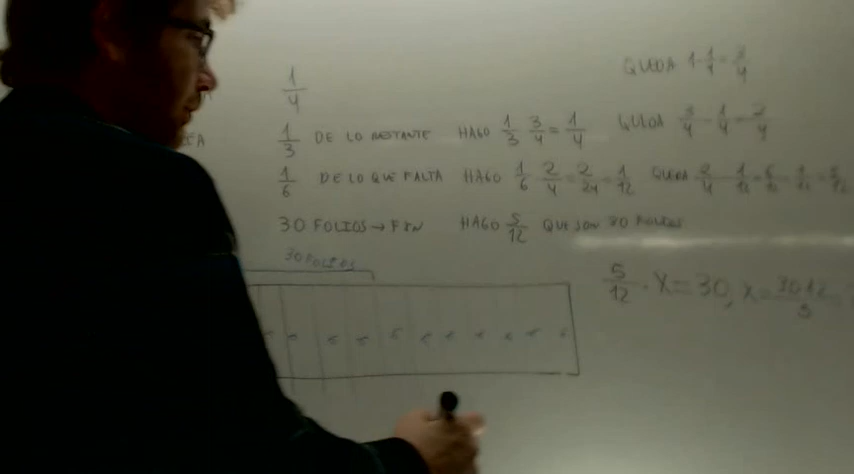 1/4 QUEDA 1-1/4=3/4
ICA 1/3 DE LO RESTANTE HAGO 1/3 3/4=1/4 QUEDA 3/4-1/4=2/4
1/6 DE LO QUE FALTA HAGO 1/6 2/4=2/24=1/12 QUEDA 2/4-1/12=6/12-1/12=5/12
30 FOLIOS→FIN HAGO 5/12 QUE SON 30 FOLIOS
30 FOLIOS
5/12·X=30, X=30·12/5=